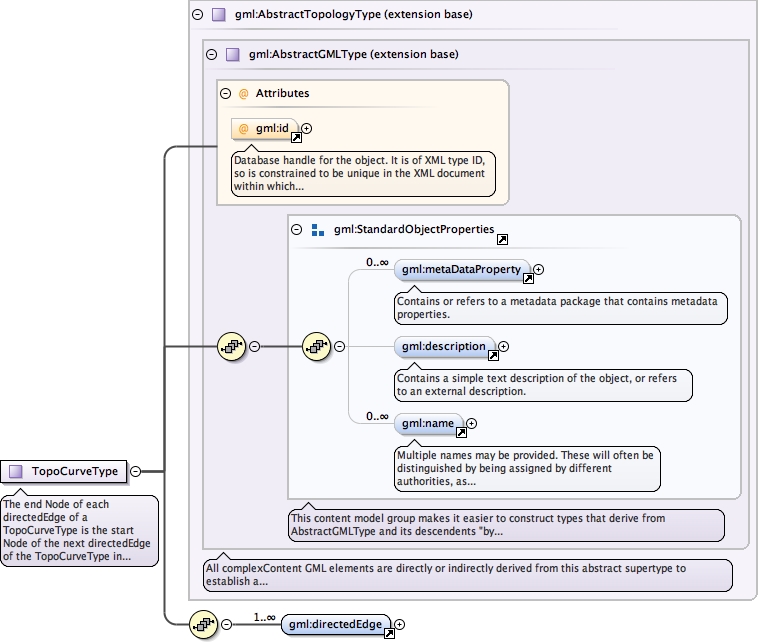 gml:AbstractTopologyType (extension base)
gml:AbstractGMLType (extension base)
@ Attributes
@ gml:id
Database handle for the object. It is of XML type ID,
so is constrained to be unique in the XML document
within which...
gml:StandardObjectProperties
0..∞
gml:metaDataProperty
Contains or refers to a metadata package that contains metadata
properties.
gml:description
Contains a simple text description of the object, or refers
to an external description.
0..∞
gml:name
Multiple names may be provided. These will often be
distinguished by being assigned by different
authorities, as...
TopoCurveType
The end Node of each
directedEdge of a
TopoCurveType is the start
Node of the next directedEdge
of the TopoCurveType in...
This content model group makes it easier to construct types that derive from
AbstractGMLType and its descendents "by...
All complexContent GML elements are directly or indirectly derived from this abstract supertype to
establish a...
1..∞
gml:directedEdge